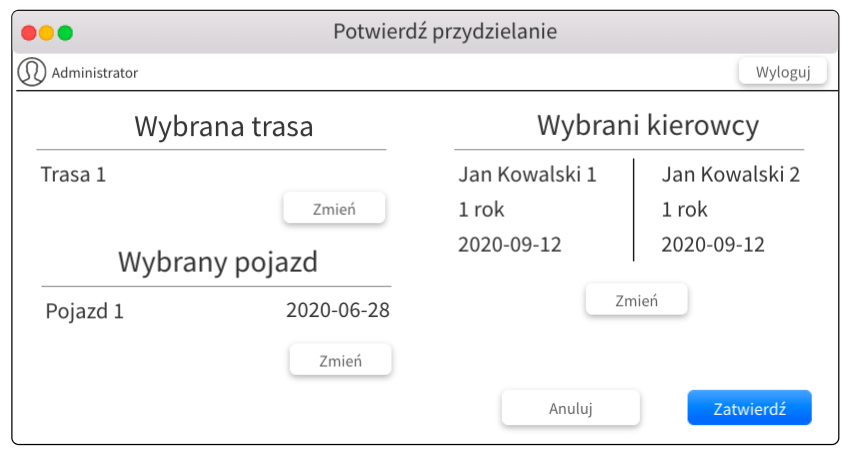 Potwierdź przydzielanie
Administrator
Wyloguj
Wybrana trasa
Trasa 1
Zmień
Wybrany pojazd
Pojazd 1 2020-06-28
Zmień
Wybrani kierowcy
Jan Kowalski 1 Jan Kowalski 2
1 rok 1 rok
2020-09-12 2020-09-12
Zmień
Anuluj Zatwierdź